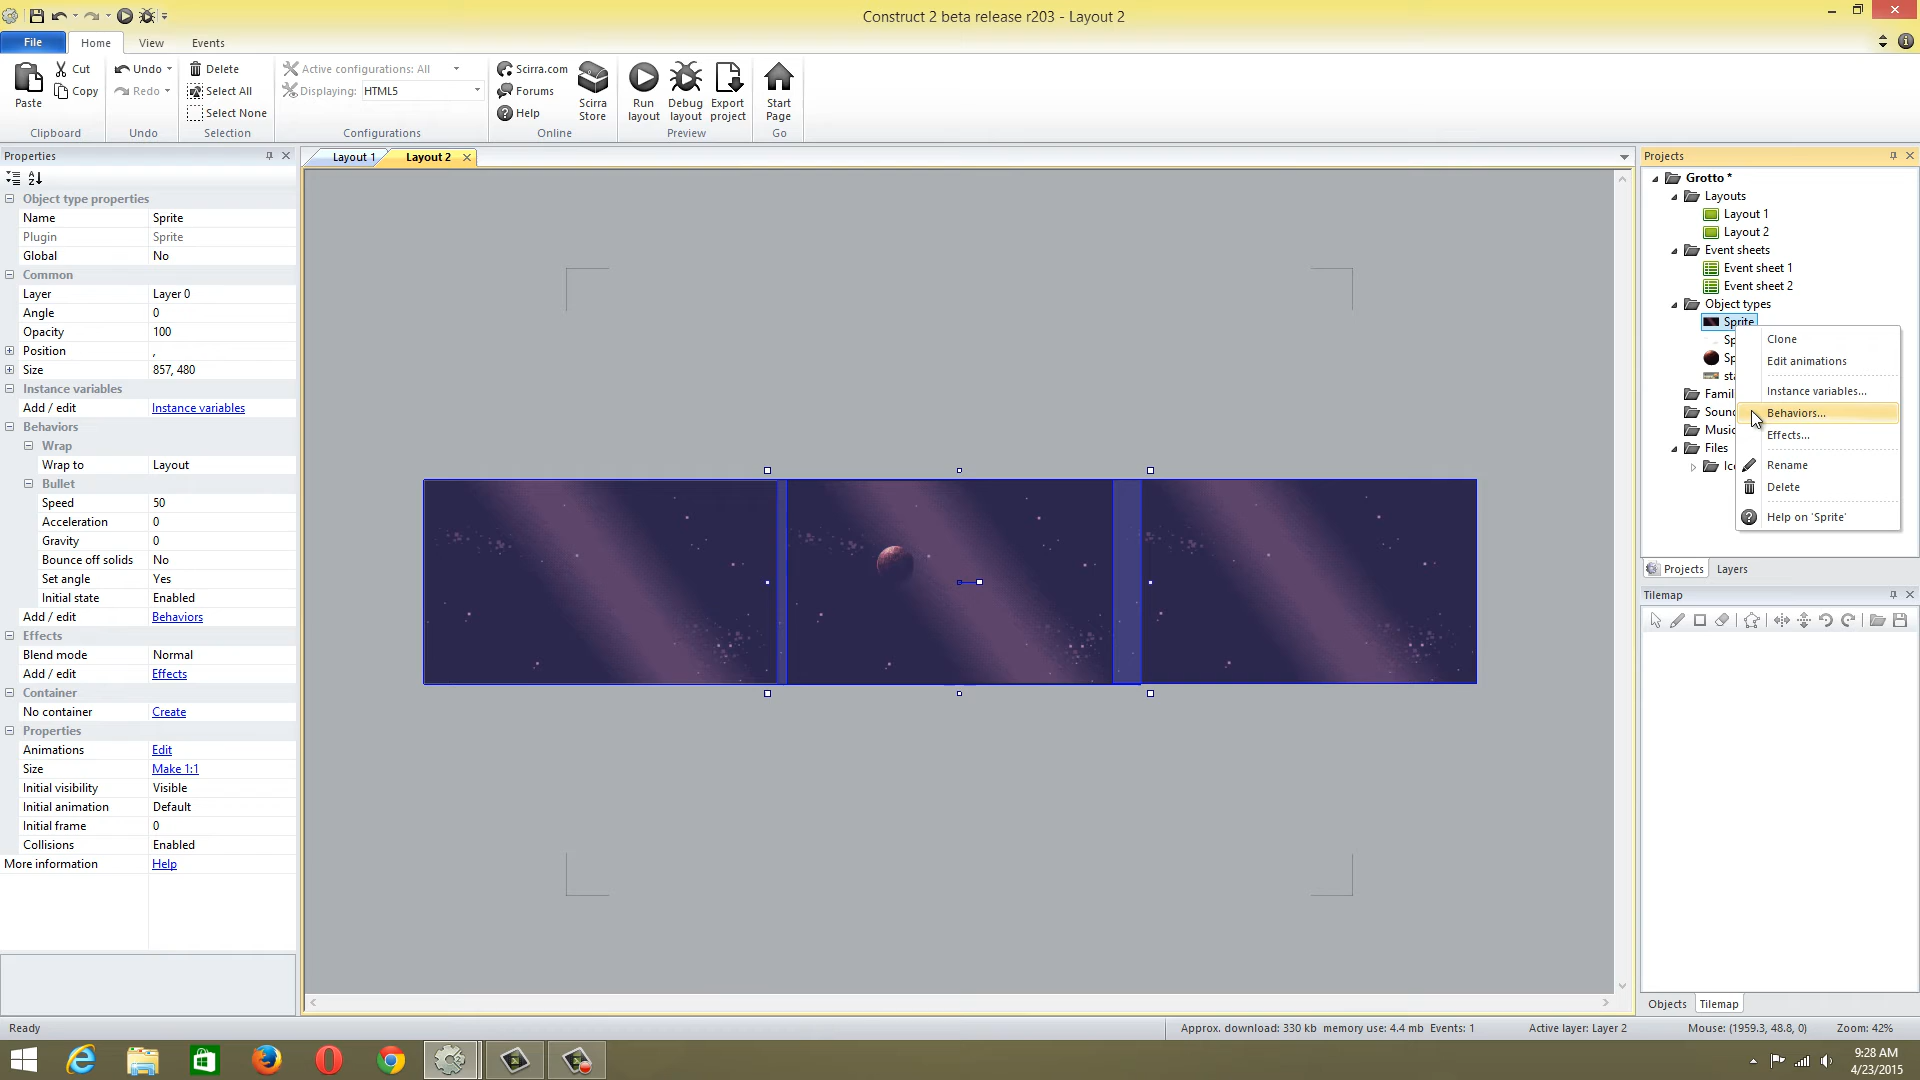 Construct 2 beta release r203 - Layout 2
File
Home
View
Events
Paste
Cut
Copy
Clipboard
Undo
Redo
Undo
Delete
Select All
Select None
Selection
Active configurations: All
Displaying: HTML5
Configurations
Scirra.com
Forums
Help
Scirra Store
Online
Run layout
Debug layout
Export project
Preview
Start Page
Go
Properties
Object type properties
Name Sprite
Plugin Sprite
Global No
Common
Layer Layer 0
Angle 0
Opacity 100
Position ,
Size 857, 480
Instance variables
Add / edit Instance variables
Behaviors
Wrap
Wrap to Layout
Bullet
Speed 50
Acceleration 0
Gravity 0
Bounce off solids No
Set angle Yes
Initial state Enabled
Add / edit Behaviors
Effects
Blend mode Normal
Add / edit Effects
Container
No container Create
Properties
Animations Edit
Size Make 1:1
Initial visibility Visible
Initial animation Default
Initial frame 0
Collisions Enabled
More information Help
Layout 1
Layout 2
Projects
Grotto *
Layouts
Layout 1
Layout 2
Event sheets
Event sheet 1
Event sheet 2
Object types
Sprite
Sp
Sp
sta
Famil
Sound
Music
Files
Ic
Clone
Edit animations
Instance variables...
Behaviors...
Effects...
Rename
Delete
Help on 'Sprite'
Projects
Layers
Tilemap
Objects
Tilemap
Ready
Approx. download: 330 kb memory use: 4.4 mb Events: 1
Active layer: Layer 2
Mouse: (1959.3, 48.8, 0)
Zoom: 42%
9:28 AM
4/23/2015